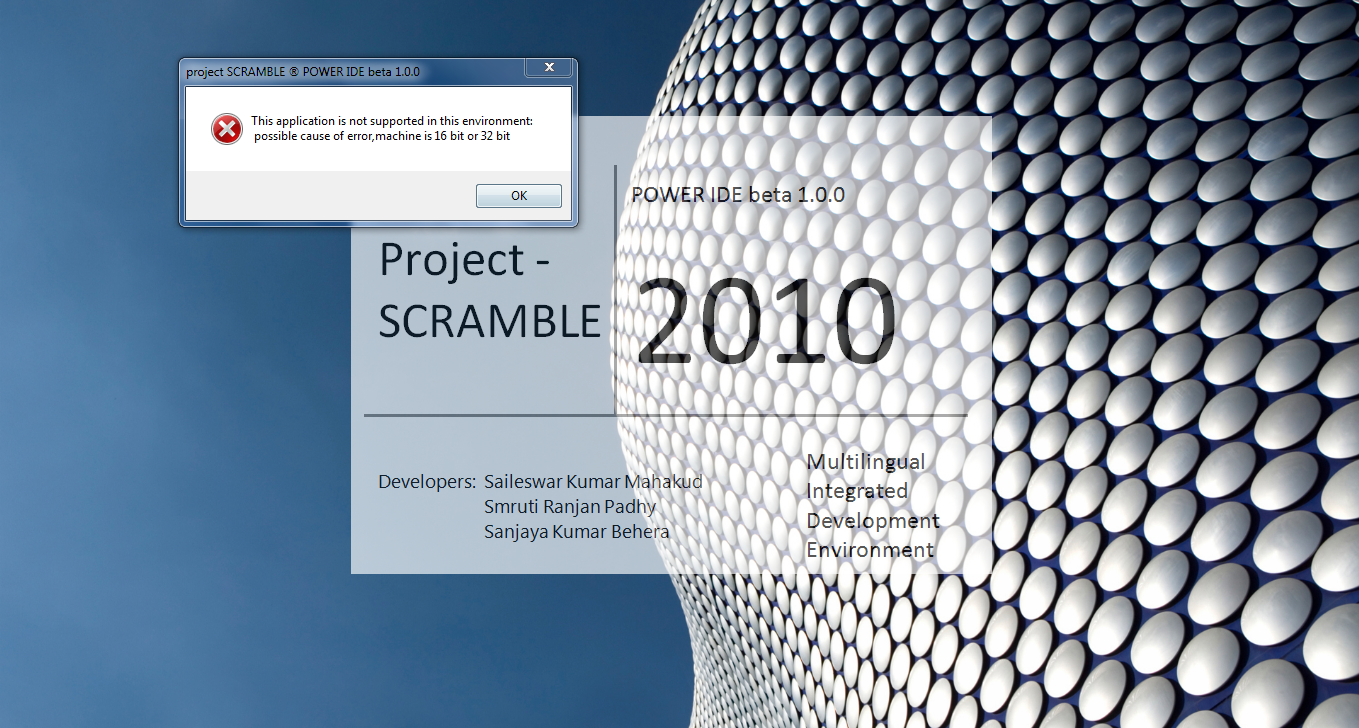 project SCRAMBLE ® POWER IDE beta 1.0.0
This application is not supported in this environment:
possible cause of error,machine is 16 bit or 32 bit
OK
POWER IDE beta 1.0.0
Project -
SCRAMBLE
2010
Developers: Saileswar Kumar Mahakud
Smruti Ranjan Padhy
Sanjaya Kumar Behera
Multilingual
Integrated
Development
Environment